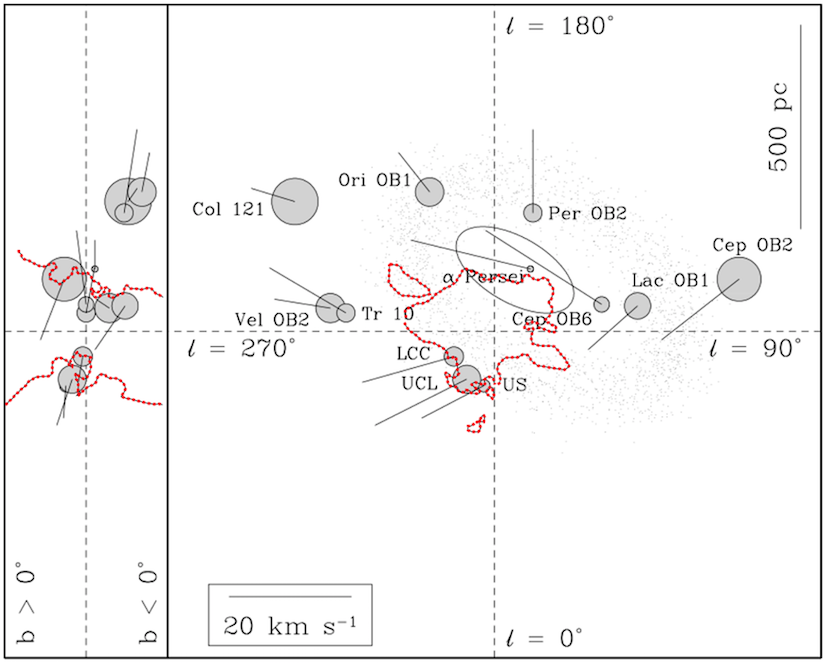 ℓ = 180°
500 pc
Ori OB1
Col 121
Per OB2
Cep OB2
α Persei
Lac OB1
Vel OB2
Tr 10
Cep OB6
ℓ = 270°
ℓ = 90°
LCC
UCL
US
b > 0°
b < 0°
20 km s⁻¹
ℓ = 0°